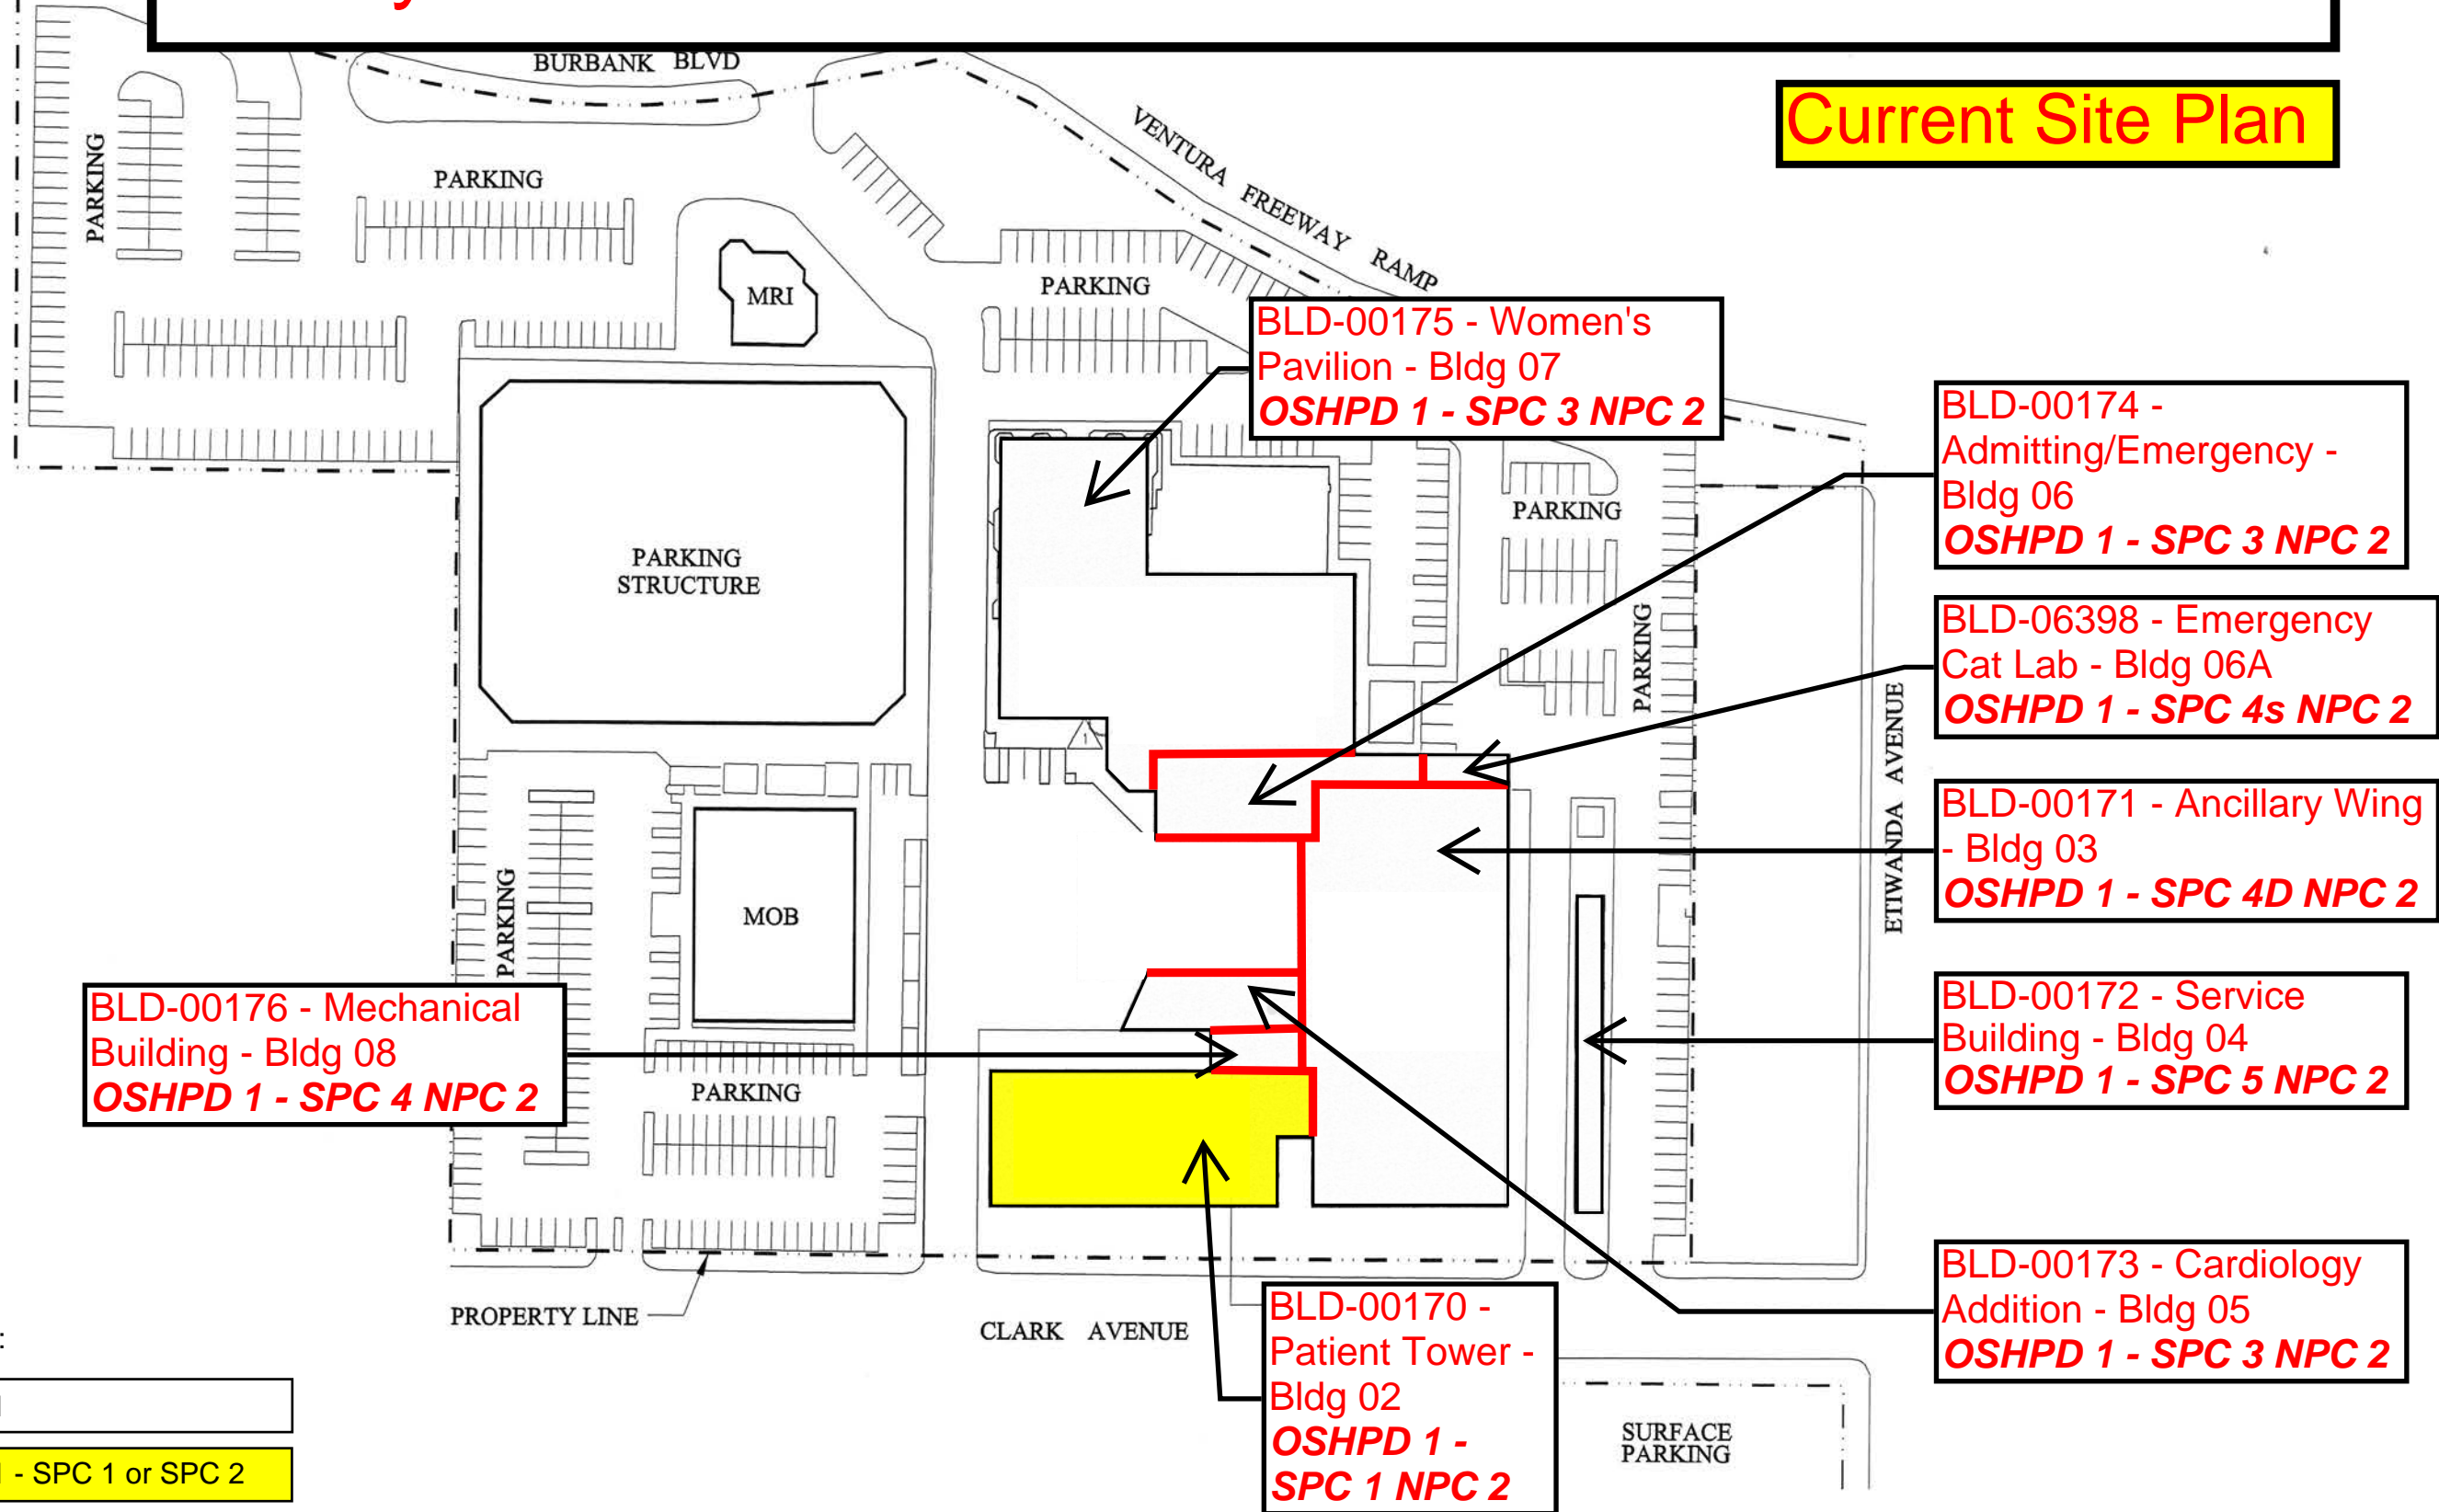 BURBANK BLVD
Current Site Plan
VENTURA FREEWAY RAMP
PARKING
PARKING
MRI
PARKING
BLD-00175 - Women's
Pavilion - Bldg 07
OSHPD 1 - SPC 3 NPC 2
BLD-00174 -
Admitting/Emergency -
Bldg 06
OSHPD 1 - SPC 3 NPC 2
PARKING
PARKING
STRUCTURE
BLD-06398 - Emergency
Cat Lab - Bldg 06A
OSHPD 1 - SPC 4s NPC 2
PARKING
ETIWANDA AVENUE
1
BLD-00171 - Ancillary Wing
- Bldg 03
OSHPD 1 - SPC 4D NPC 2
PARKING
MOB
BLD-00176 - Mechanical
Building - Bldg 08
OSHPD 1 - SPC 4 NPC 2
BLD-00172 - Service
Building - Bldg 04
OSHPD 1 - SPC 5 NPC 2
PARKING
BLD-00173 - Cardiology
Addition - Bldg 05
OSHPD 1 - SPC 3 NPC 2
PROPERTY LINE
CLARK AVENUE
BLD-00170 -
Patient Tower -
Bldg 02
OSHPD 1 -
SPC 1 NPC 2
SURFACE
PARKING
:
- SPC 1 or SPC 2